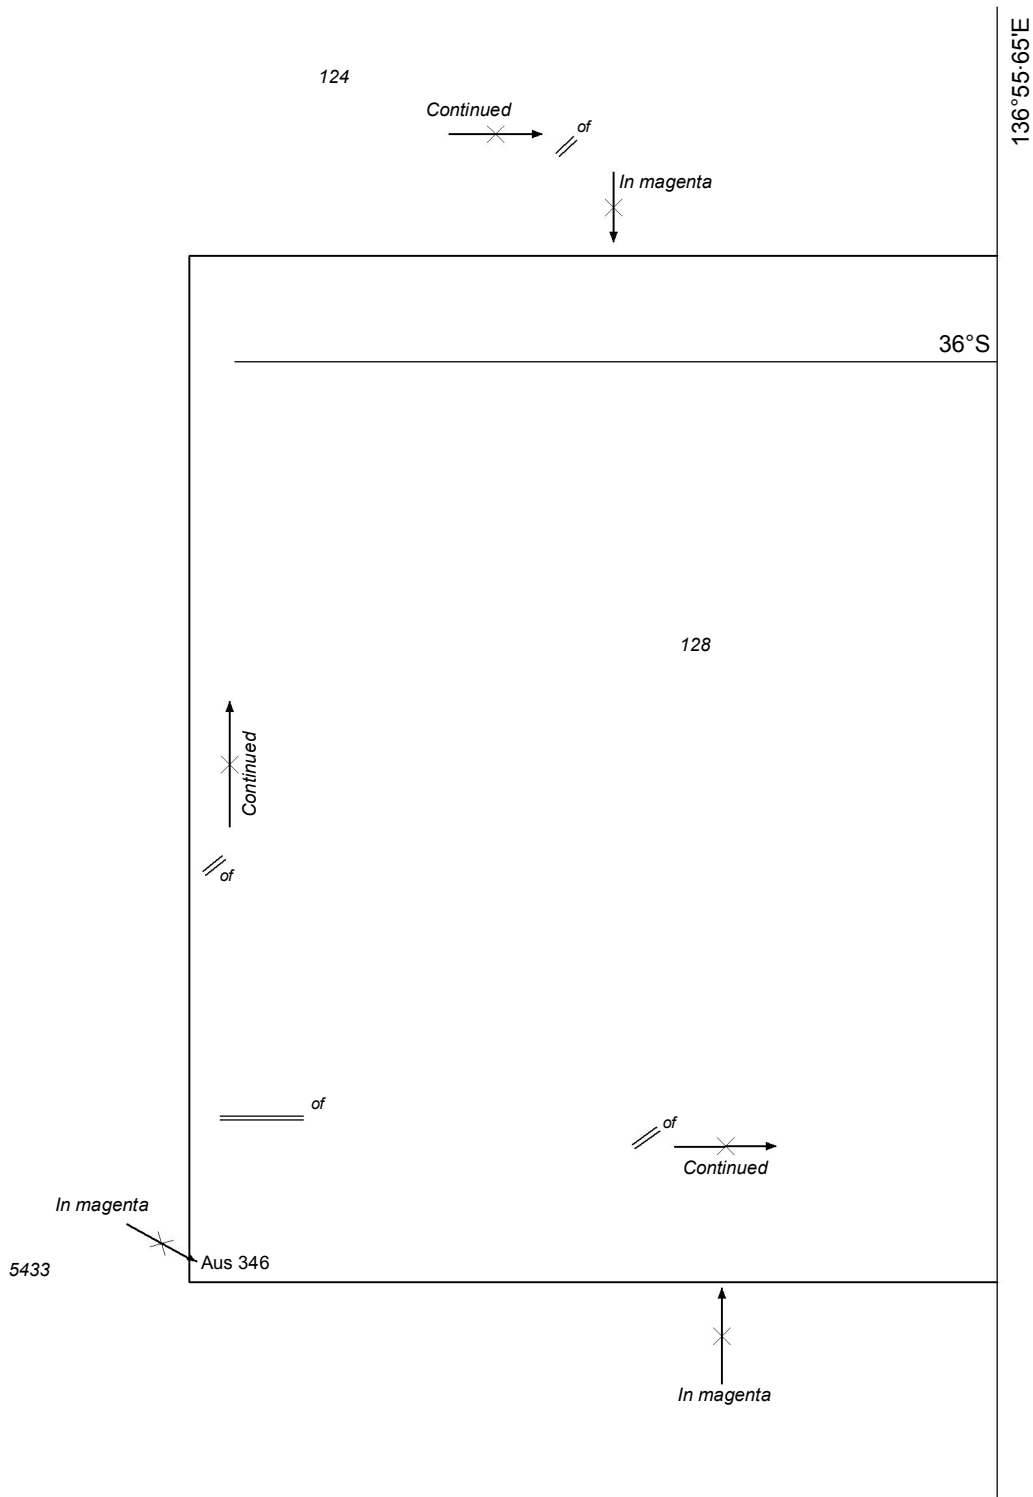 136°55·65'E
124
Continued
of
In magenta
36°S
128
Continued
of
of
of
Continued
In magenta
Aus 346
5433
In magenta